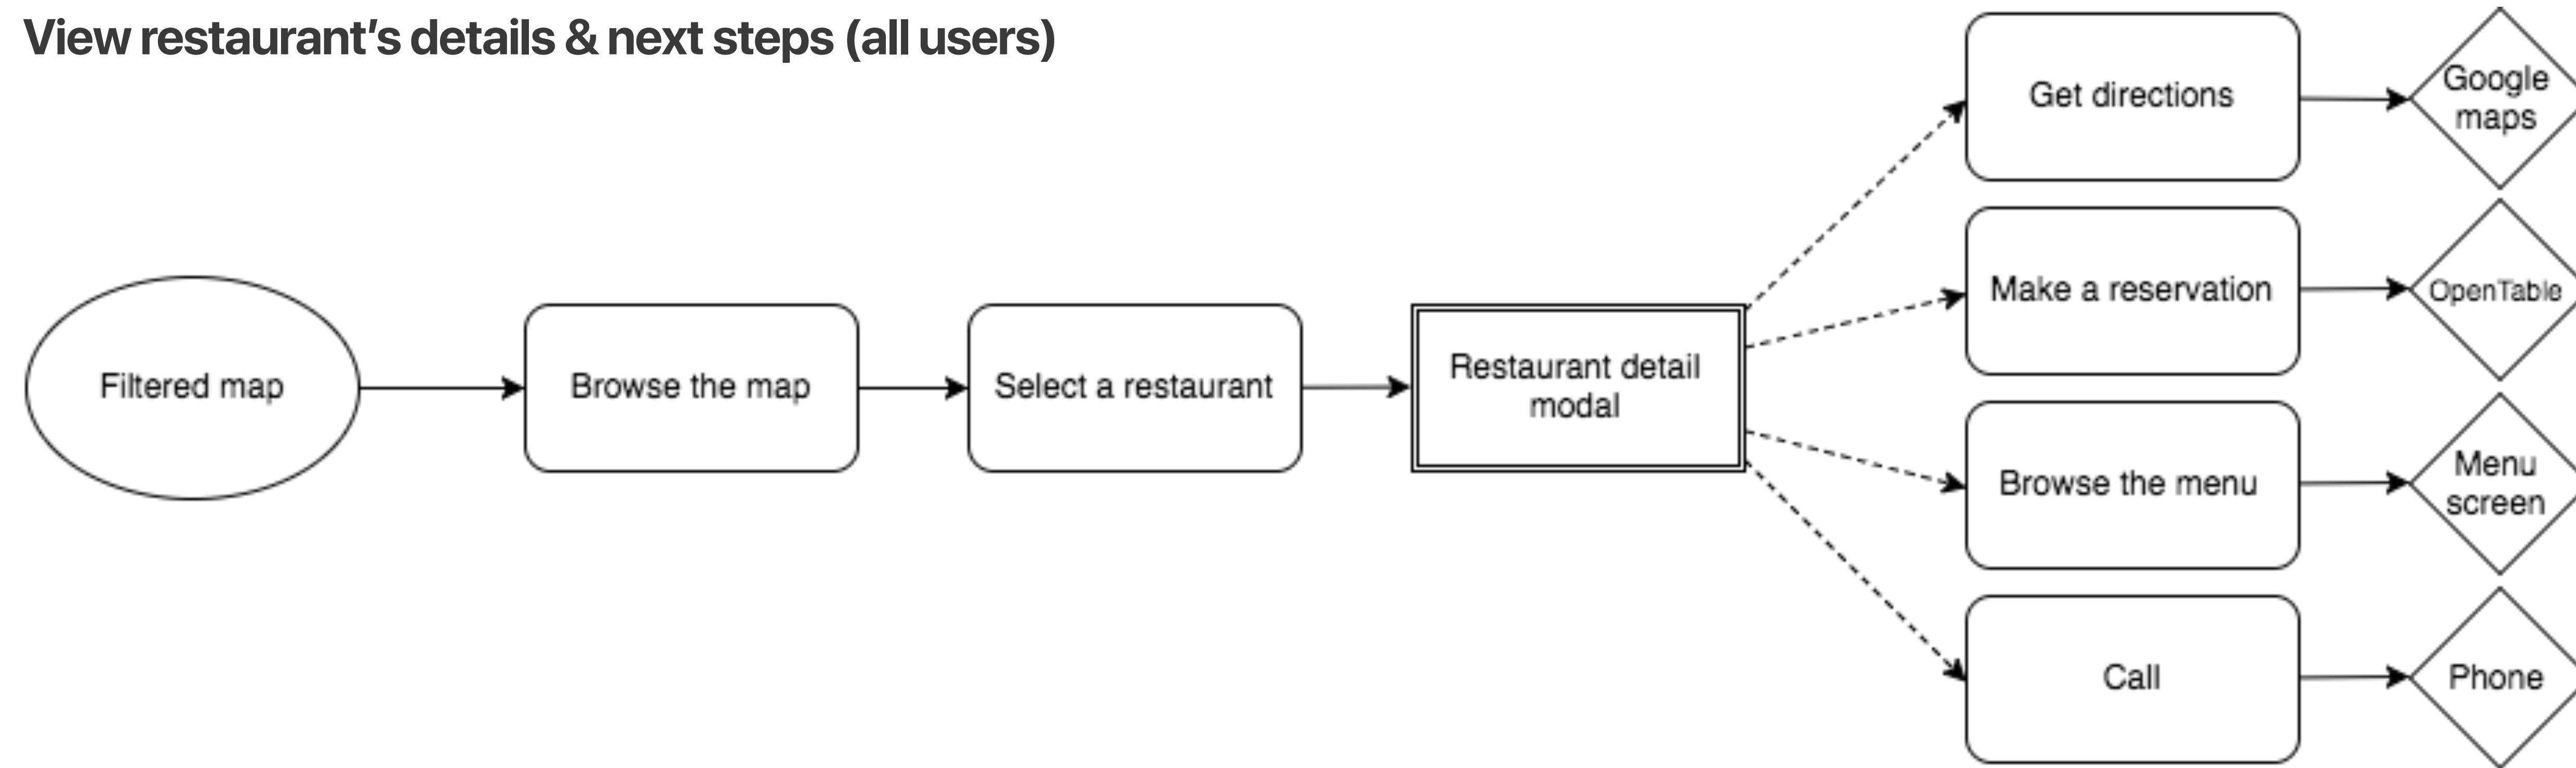 View restaurant's details & next steps (all users)
Filtered map
Browse the map
Select a restaurant
Restaurant detail
modal
Get directions
Google
maps
Make a reservation
OpenTable
Browse the menu
Menu
screen
Call
Phone